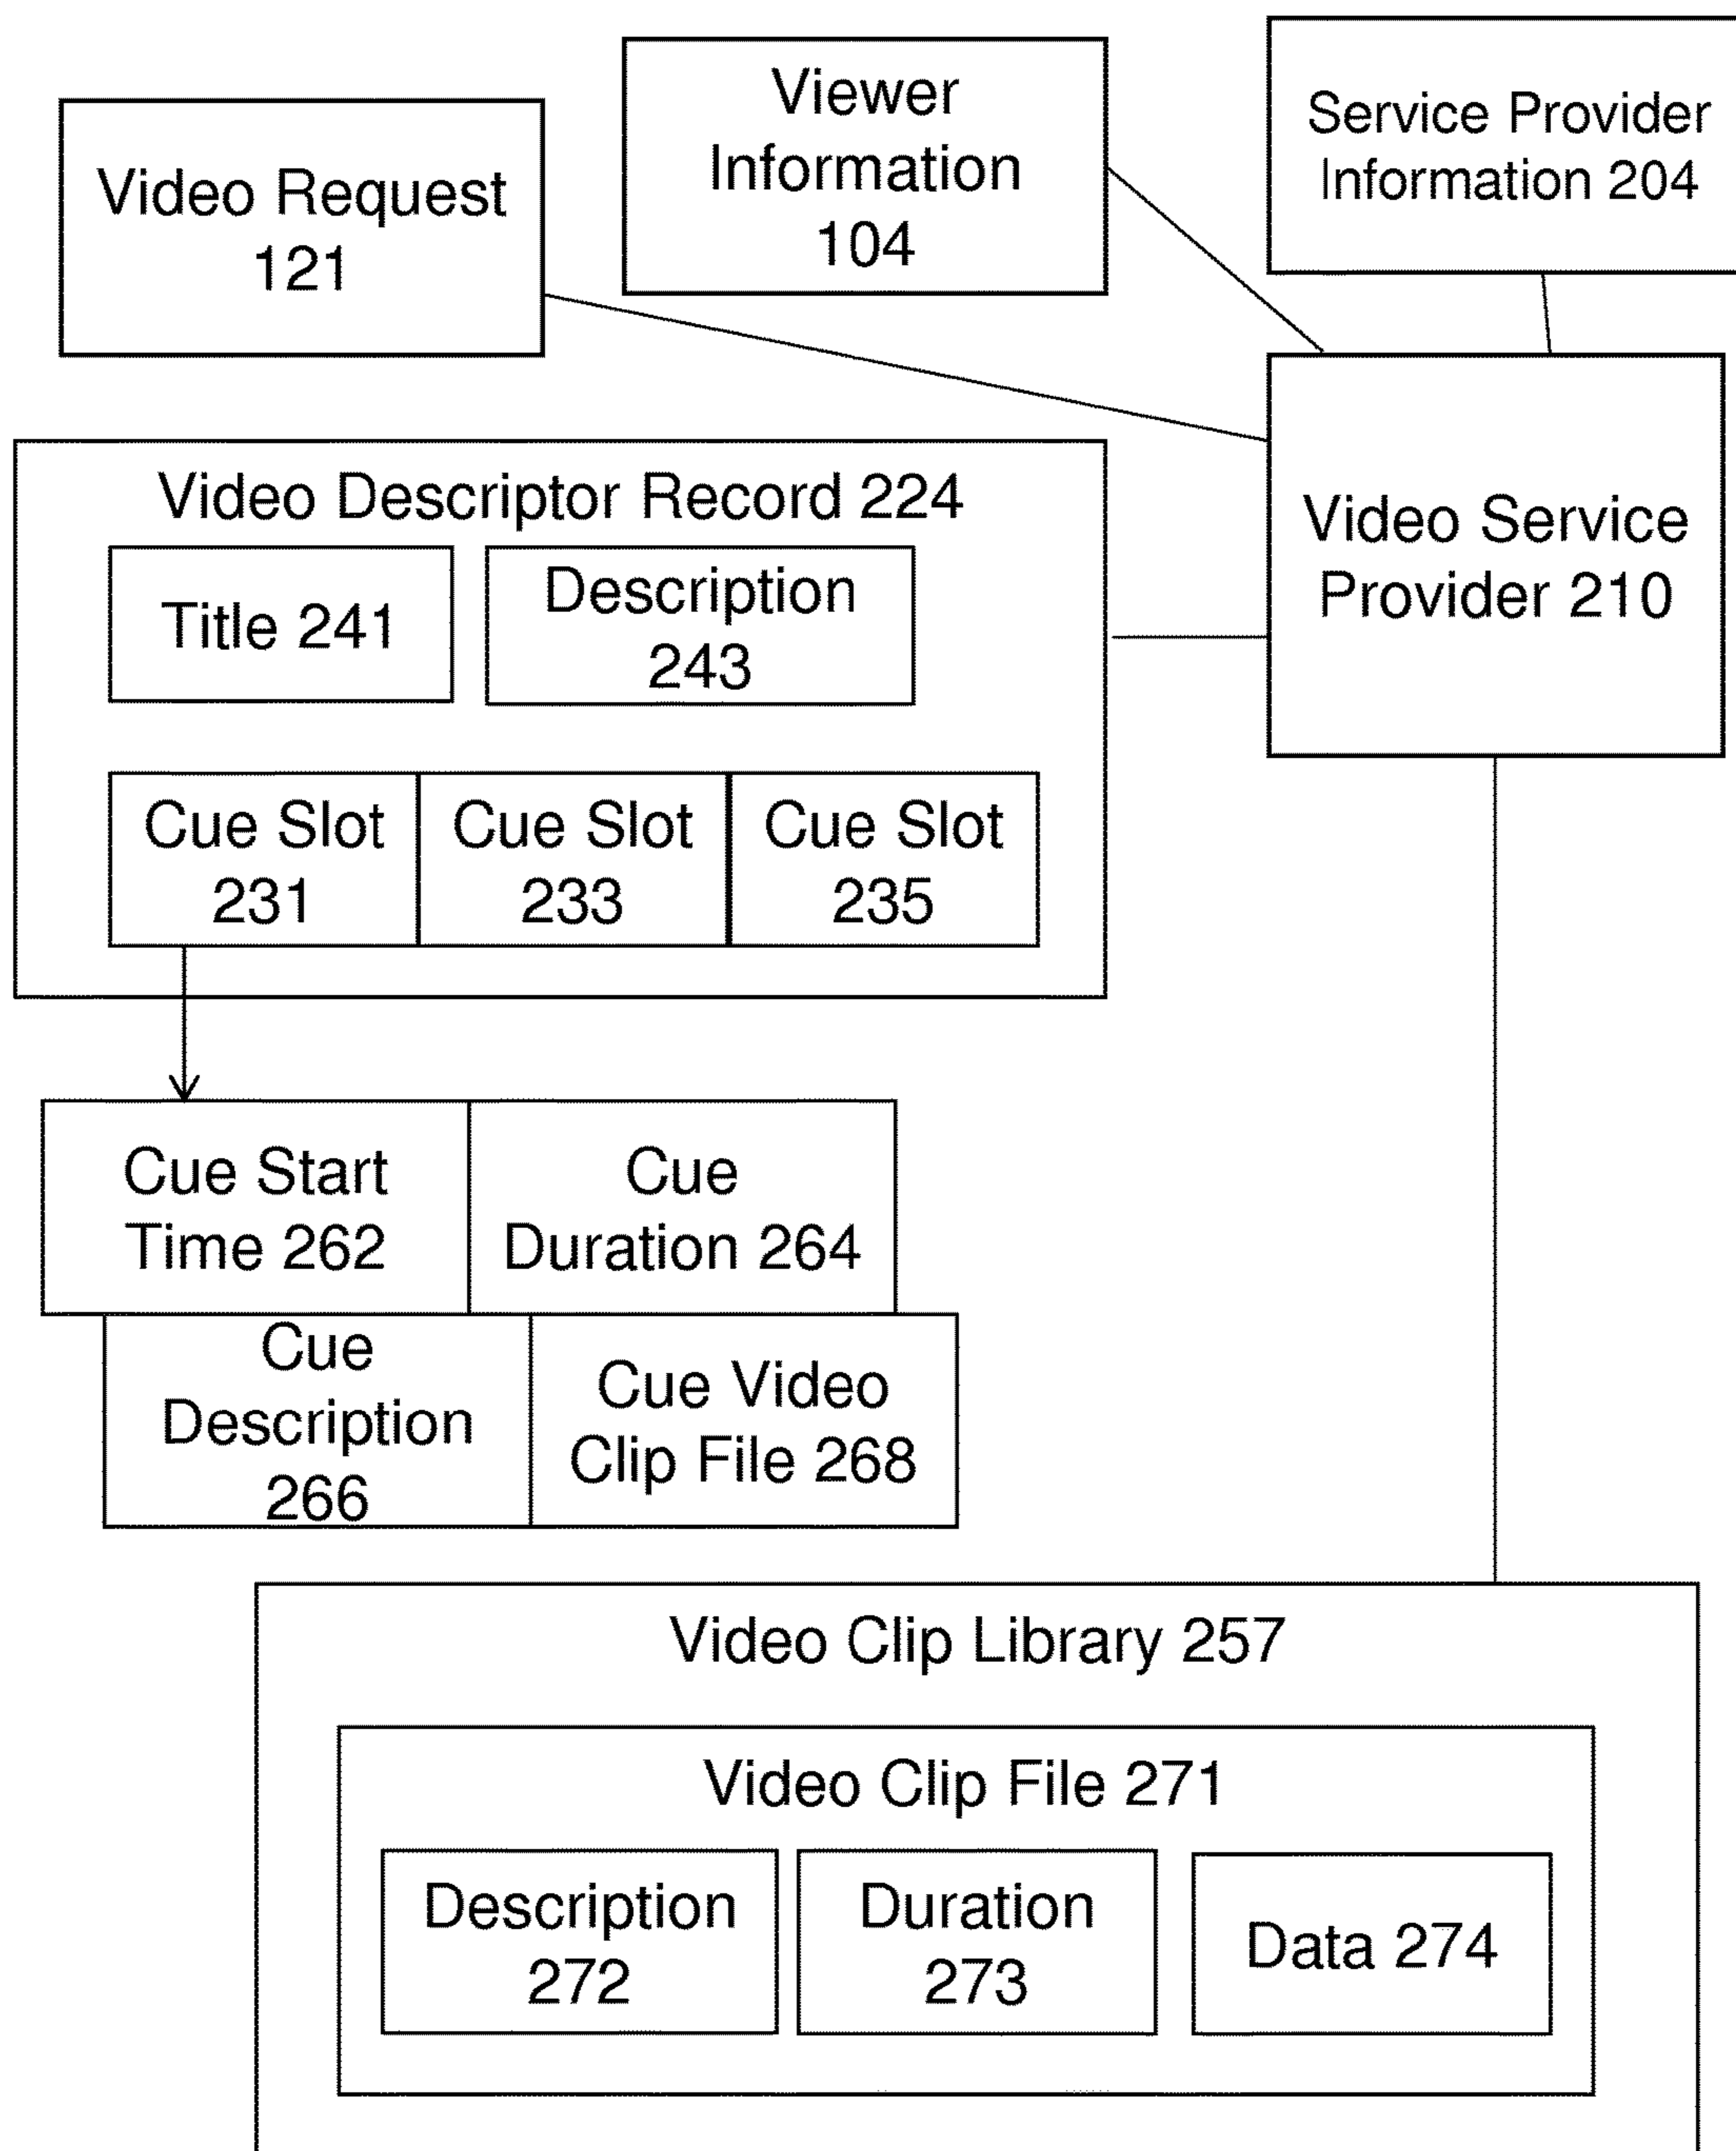 Video Request
121
Viewer
Information
104
Service Provider
Information 204
Video Service
Provider 210
Video Descriptor Record 224
Title 241
Description
243
Cue Slot
231
Cue Slot
233
Cue Slot
235
Cue Start
Time 262
Cue
Duration 264
Cue
Description
266
Cue Video
Clip File 268
Video Clip Library 257
Video Clip File 271
Description
272
Duration
273
Data 274